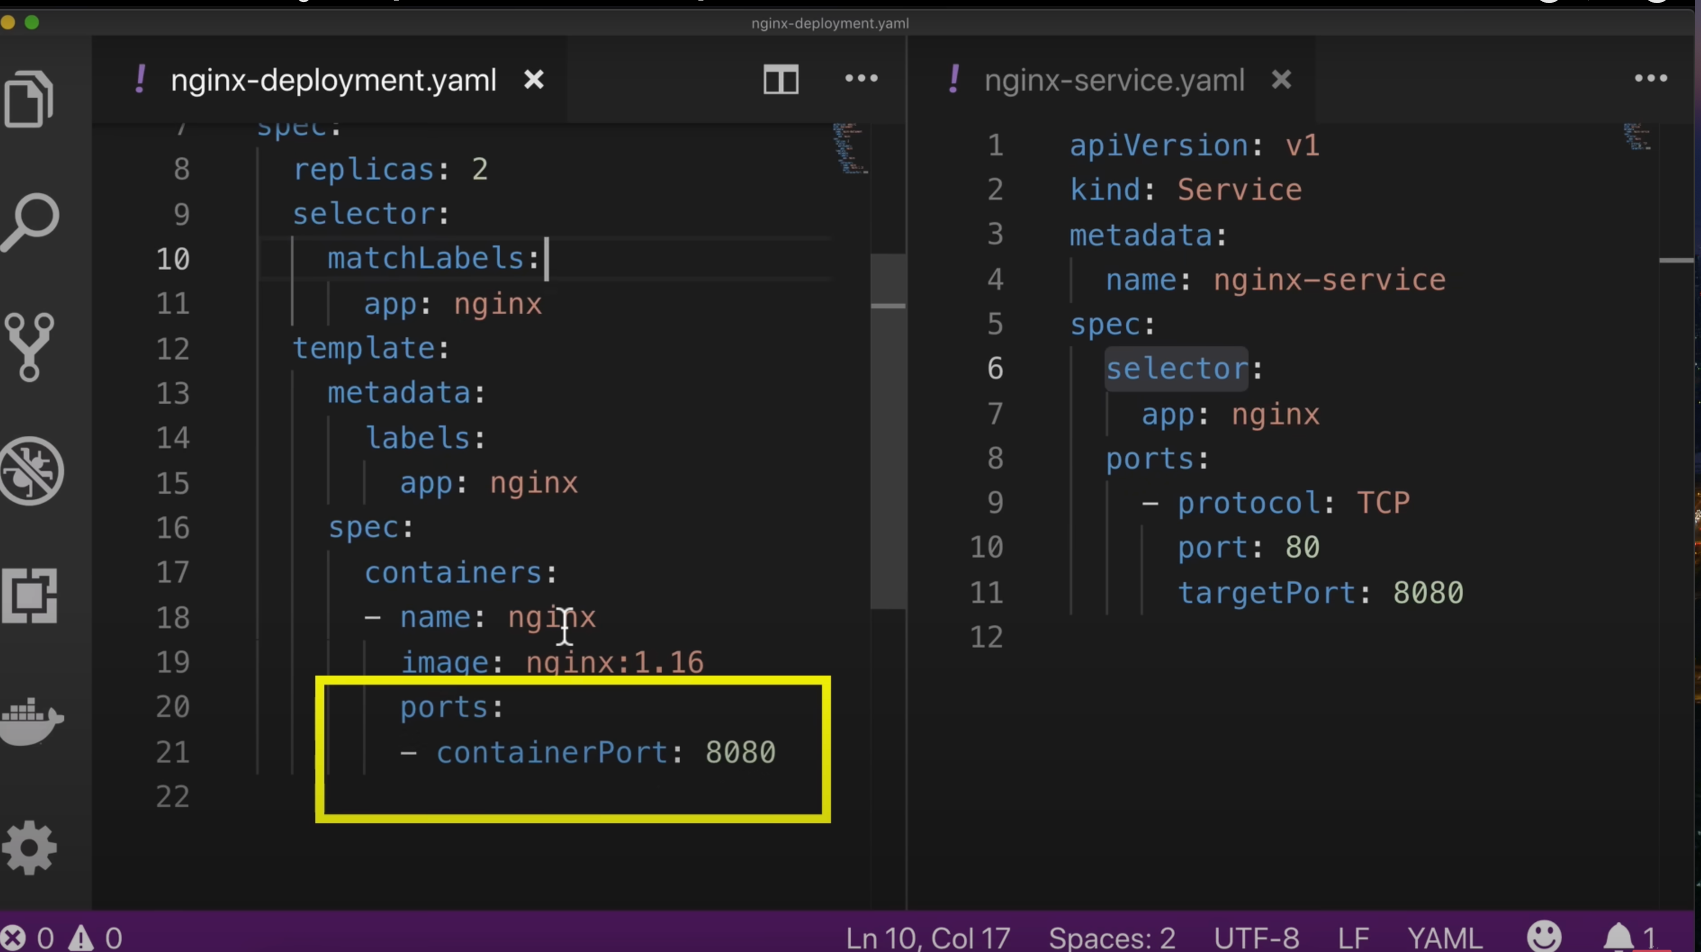 nginx-deployment.yaml
! nginx-deployment.yaml ×
7 spec:
8 replicas: 2
9 selector:
10 matchLabels:
11 app: nginx
12 template:
13 metadata:
14 labels:
15 app: nginx
16 spec:
17 containers:
18 - name: nginx
19 image: nginx:1.16
20 ports:
21 - containerPort: 8080
22
! nginx-service.yaml ×
1 apiVersion: v1
2 kind: Service
3 metadata:
4 name: nginx-service
5 spec:
6 selector:
7 app: nginx
8 ports:
9 - protocol: TCP
10 port: 80
11 targetPort: 8080
12
0 0 Ln 10, Col 17 Spaces: 2 UTF-8 LF YAML 1